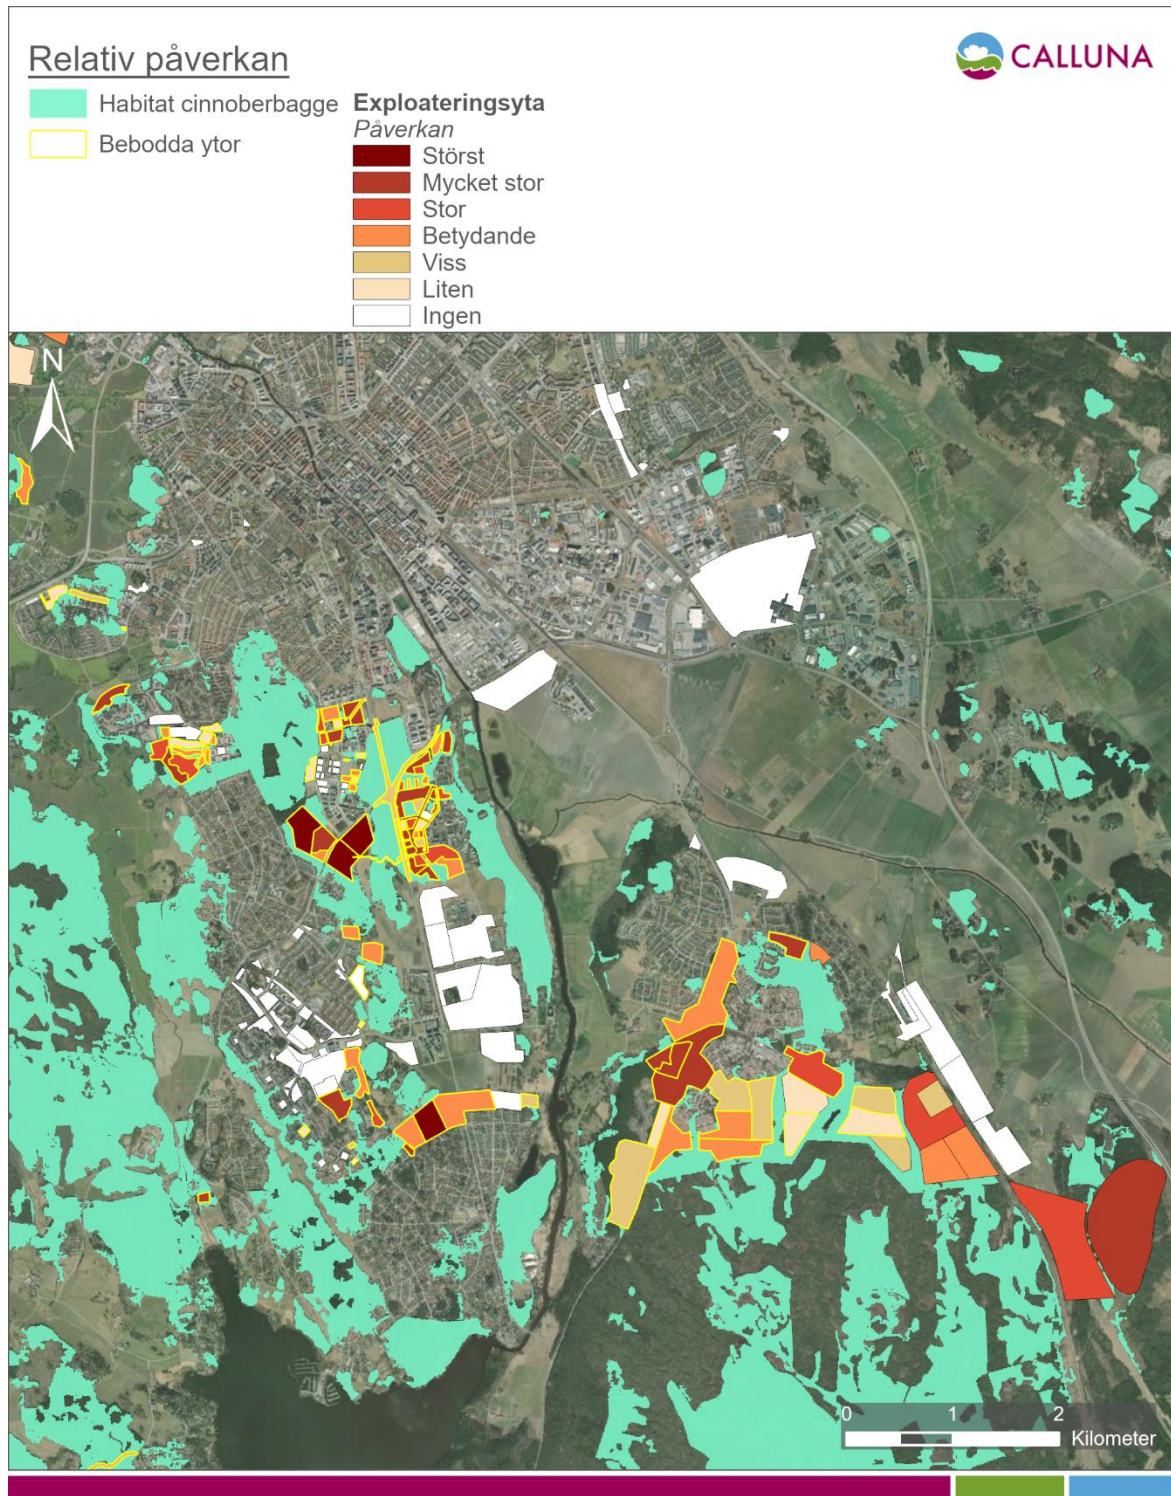 Relativ påverkan
CALLUNA
Habitat cinnoberbagge
Bebodda ytor
Exploateringsyta
Påverkan
Störst
Mycket stor
Stor
Betydande
Viss
Liten
Ingen
N
0 1 2
Kilometer